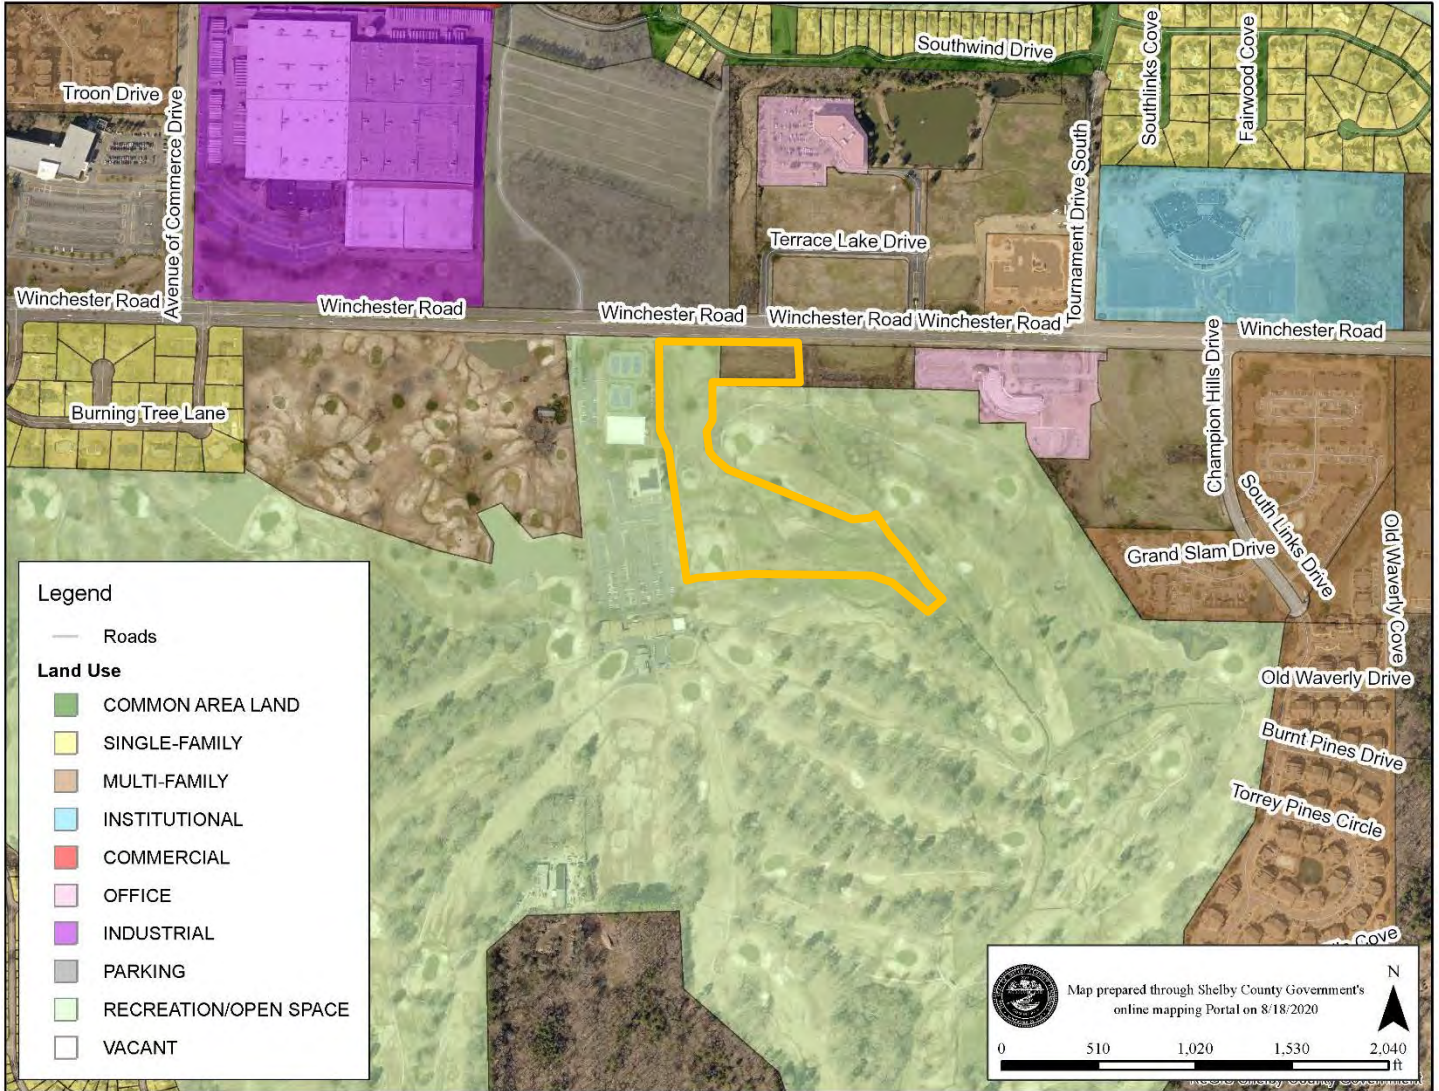 Southwind Drive
Southlinks Cove
Fairwood Cove
Troon Drive
Avenue of Commerce Drive
Tournament Drive South
Terrace Lake Drive
Winchester Road
Winchester Road
Winchester Road
Winchester Road
Winchester Road
Winchester Road
Burning Tree Lane
Champion Hills Drive
South Links Drive
Grand Slam Drive
Old Waverly Cove
Old Waverly Drive
Burnt Pines Drive
Torrey Pines Circle
Cove
Legend
Roads
Land Use
COMMON AREA LAND
SINGLE-FAMILY
MULTI-FAMILY
INSTITUTIONAL
COMMERCIAL
OFFICE
INDUSTRIAL
PARKING
RECREATION/OPEN SPACE
VACANT
Map prepared through Shelby County Government's
online mapping Portal on 8/18/2020
N
0 510 1,020 1,530 2,040
ft
Shelby County Government